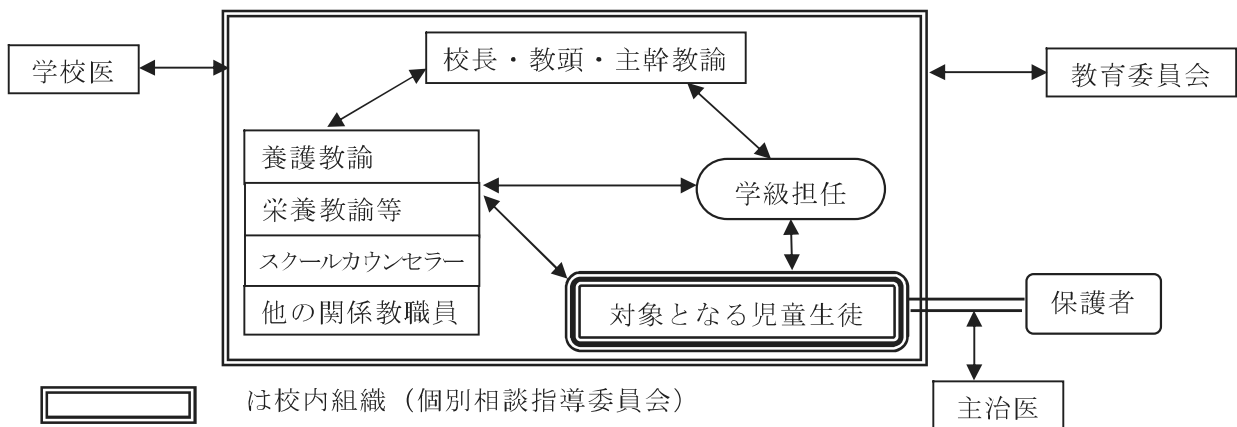 学校医
校長・教頭・主幹教諭
教育委員会
養護教諭
栄養教諭等
スクールカウンセラー
他の関係教職員
学級担任
対象となる児童生徒
保護者
主治医
は校内組織（個別相談指導委員会）